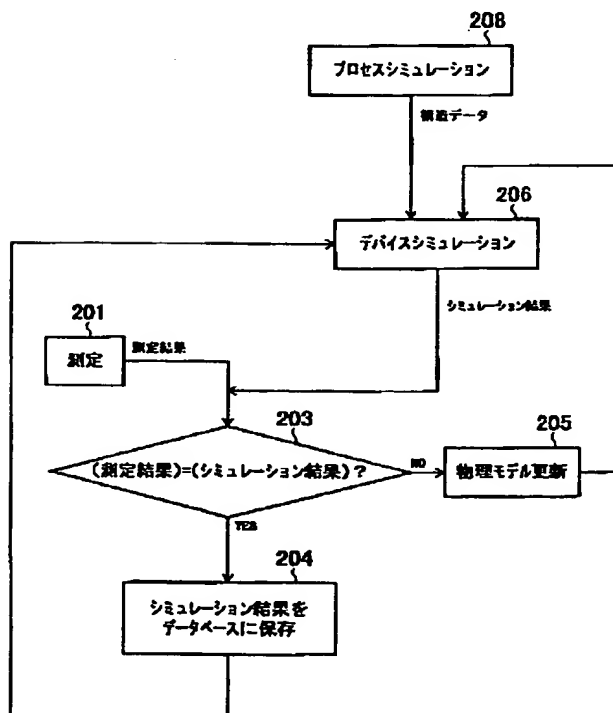 208
プロセスシミュレーション
構造データ
206
デバイスシミュレーション
シミュレーション結果
201
測定
測定結果
203
(測定結果)=(シミュレーション結果)?
NO
205
物理モデル更新
YES
204
シミュレーション結果を
データベースに保存